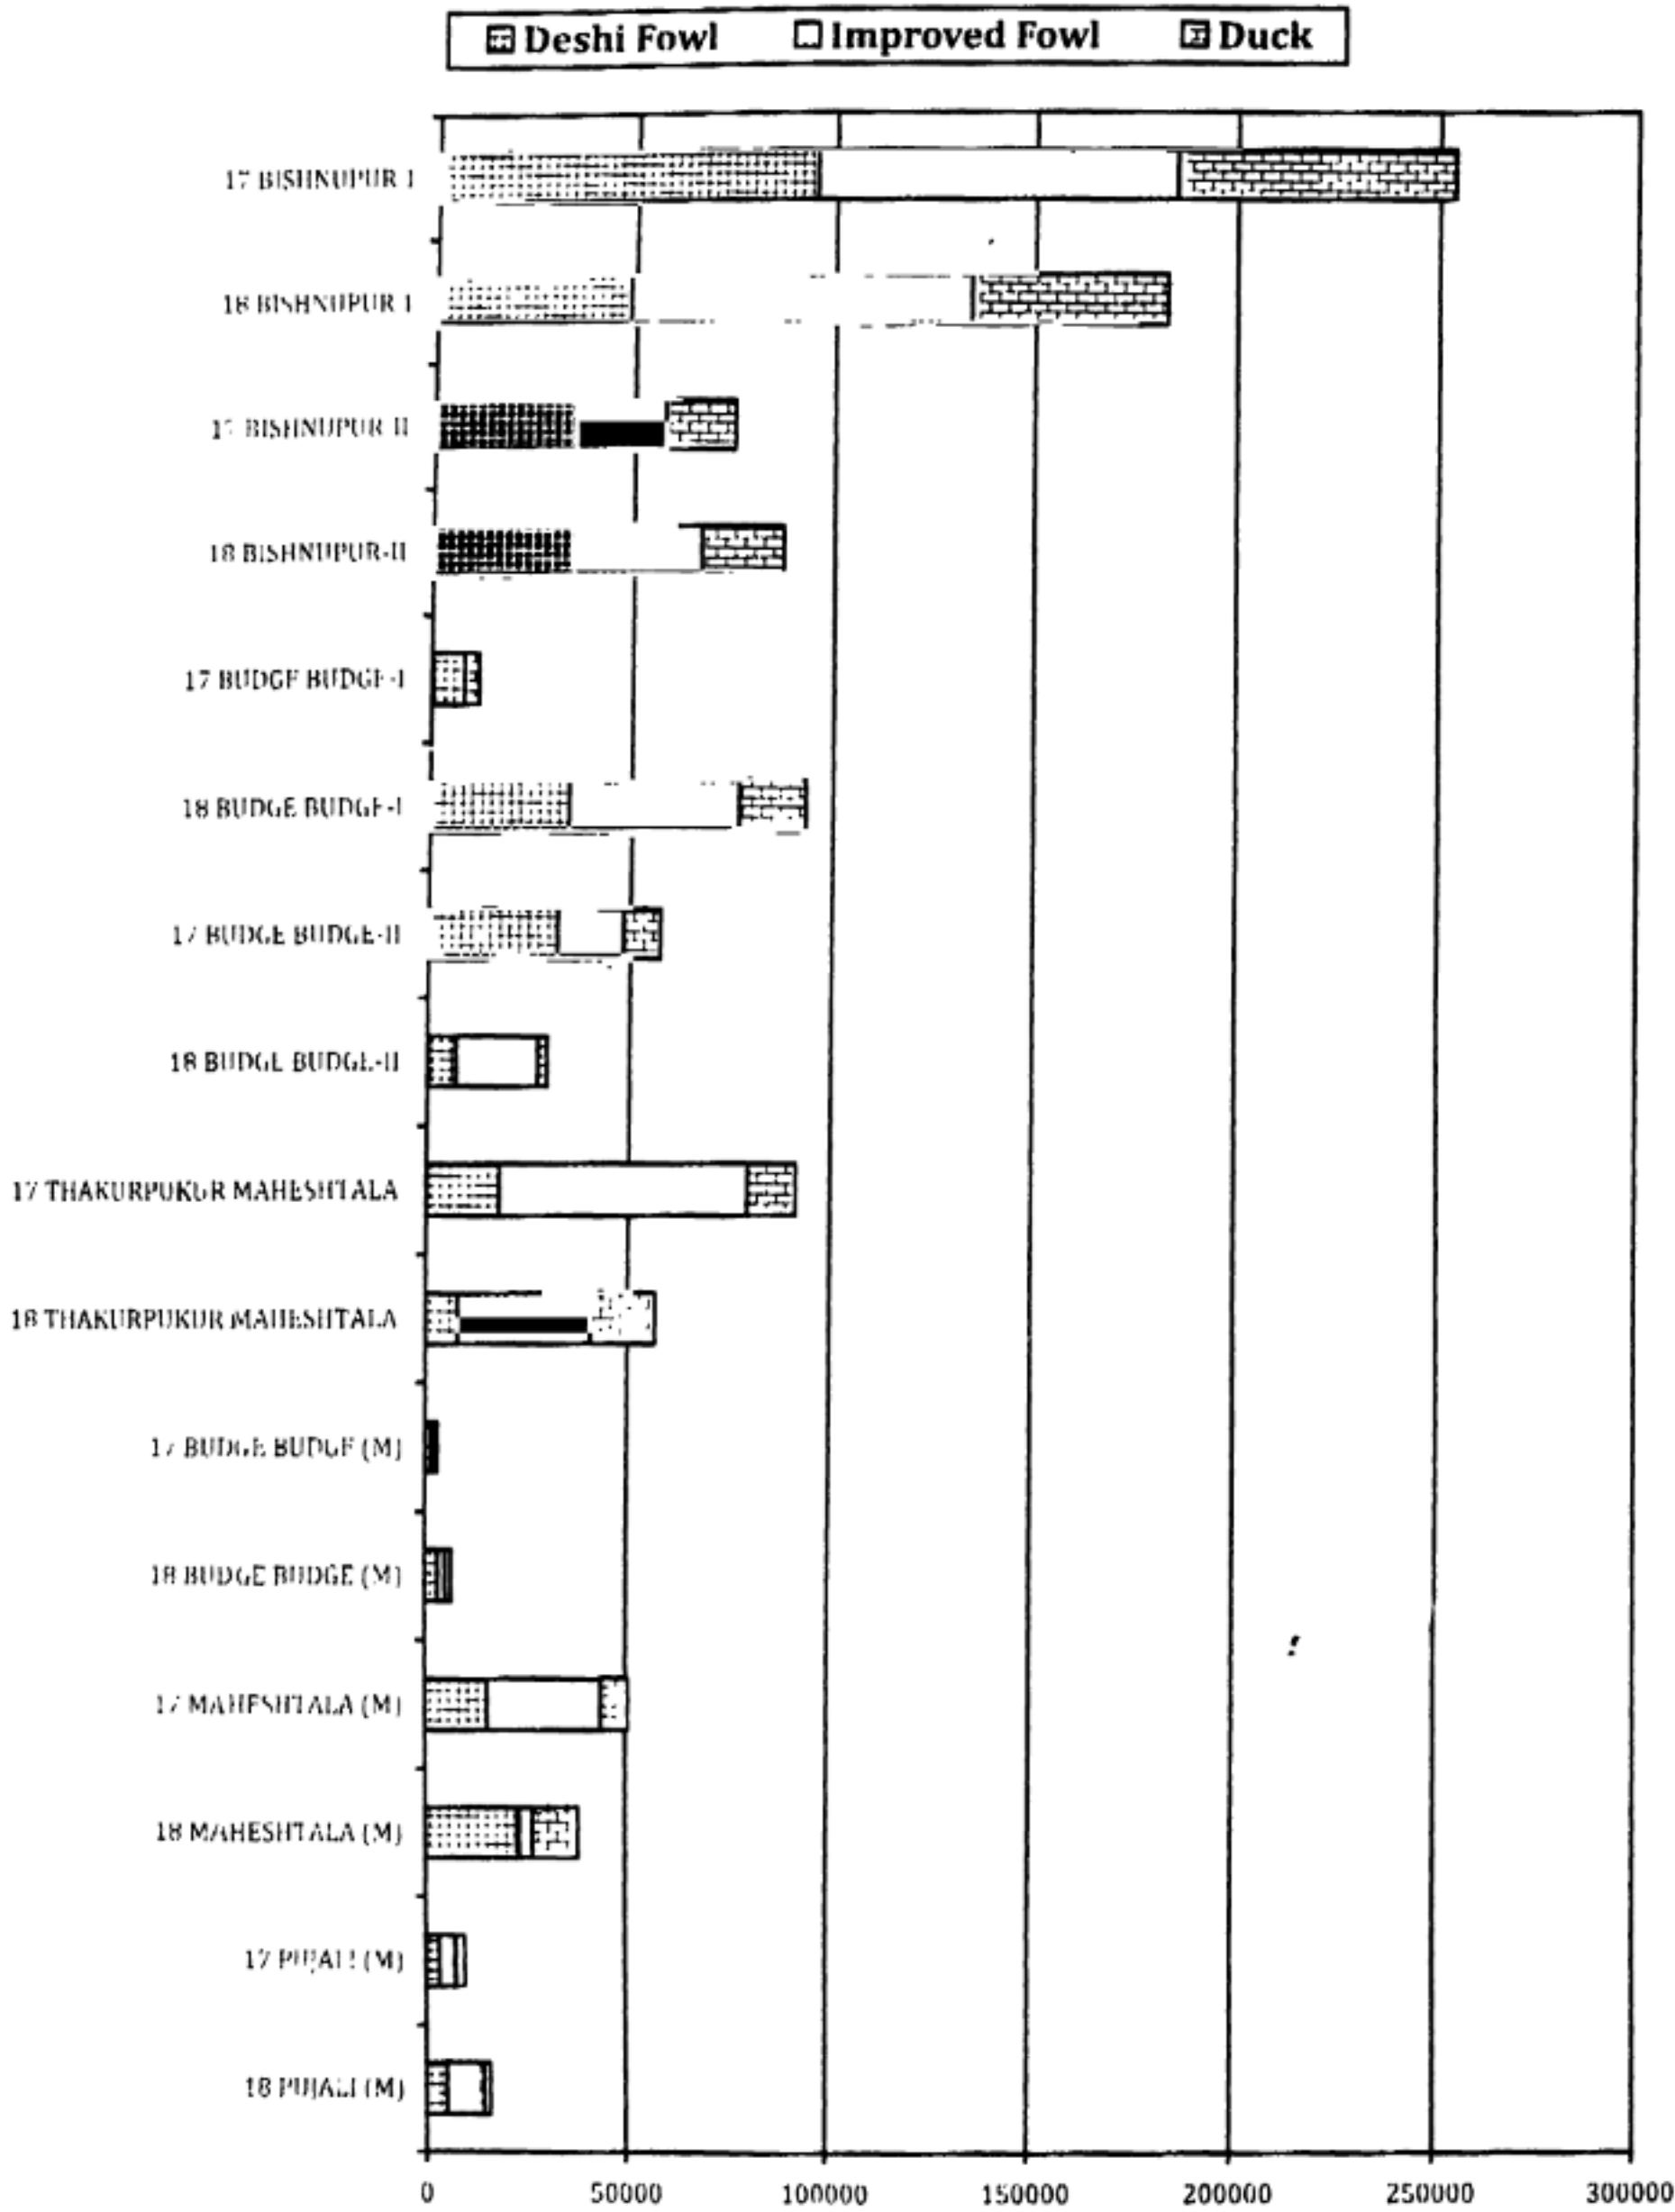 Deshi Fowl Improved Fowl Duck
17 BISHNUPUR I
18 BISHNUPUR I
17 BISHNUPUR II
18 BISHNUPUR-II
17 BUDGE BUDGE-I
18 BUDGE BUDGE-I
17 BUDGE BUDGE-II
18 BUDGE BUDGE-II
17 THAKURPUKUR MAHESHTALA
18 THAKURPUKUR MAHESHTALA
17 BUDGE BUDGE (M)
18 BUDGE BUDGE (M)
17 MAHESHTALA (M)
18 MAHESHTALA (M)
17 PUJALI (M)
18 PUJALI (M)
0 50000 100000 150000 200000 250000 300000